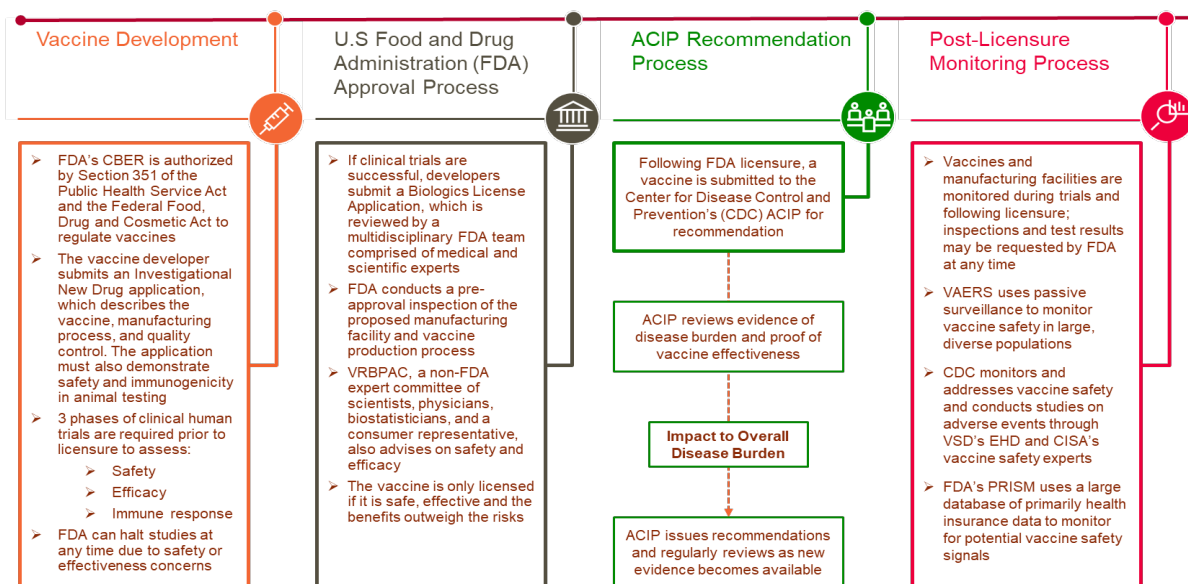 Vaccine Development
FDA's CBER is authorized
by Section 351 of the
Public Health Service Act
and the Federal Food,
Drug and Cosmetic Act to
regulate vaccines
The vaccine developer
submits an Investigational
New Drug application,
which describes the
vaccine, manufacturing
process, and quality
control. The application
must also demonstrate
safety and immunogenicity
in animal testing
3 phases of clinical human
trials are required prior to
licensure to assess:
Safety
Efficacy
Immune response
FDA can halt studies at
any time due to safety or
effectiveness concerns
U.S Food and Drug
Administration (FDA)
Approval Process
If clinical trials are
successful, developers
submit a Biologics License
Application, which is
reviewed by a
multidisciplinary FDA team
comprised of medical and
scientific experts
FDA conducts a pre-
approval inspection of the
proposed manufacturing
facility and vaccine
production process
VRBPAC, a non-FDA
expert committee of
scientists, physicians,
biostatisticians, and a
consumer representative,
also advises on safety and
efficacy
The vaccine is only licensed
if it is safe, effective and the
benefits outweigh the risks
ACIP Recommendation
Process
Following FDA licensure, a
vaccine is submitted to the
Center for Disease Control and
Prevention's (CDC) ACIP for
recommendation
ACIP reviews evidence of
disease burden and proof of
vaccine effectiveness
Impact to Overall
Disease Burden
ACIP issues recommendations
and regularly reviews as new
evidence becomes available
Post-Licensure
Monitoring Process
Vaccines and
manufacturing facilities are
monitored during trials and
following licensure;
inspections and test results
may be requested by FDA
at any time
VAERS uses passive
surveillance to monitor
vaccine safety in large,
diverse populations
CDC monitors and
addresses vaccine safety
and conducts studies on
adverse events through
VSD's EHD and CISA's
vaccine safety experts
FDA's PRISM uses a large
database of primarily health
insurance data to monitor
for potential vaccine safety
signals